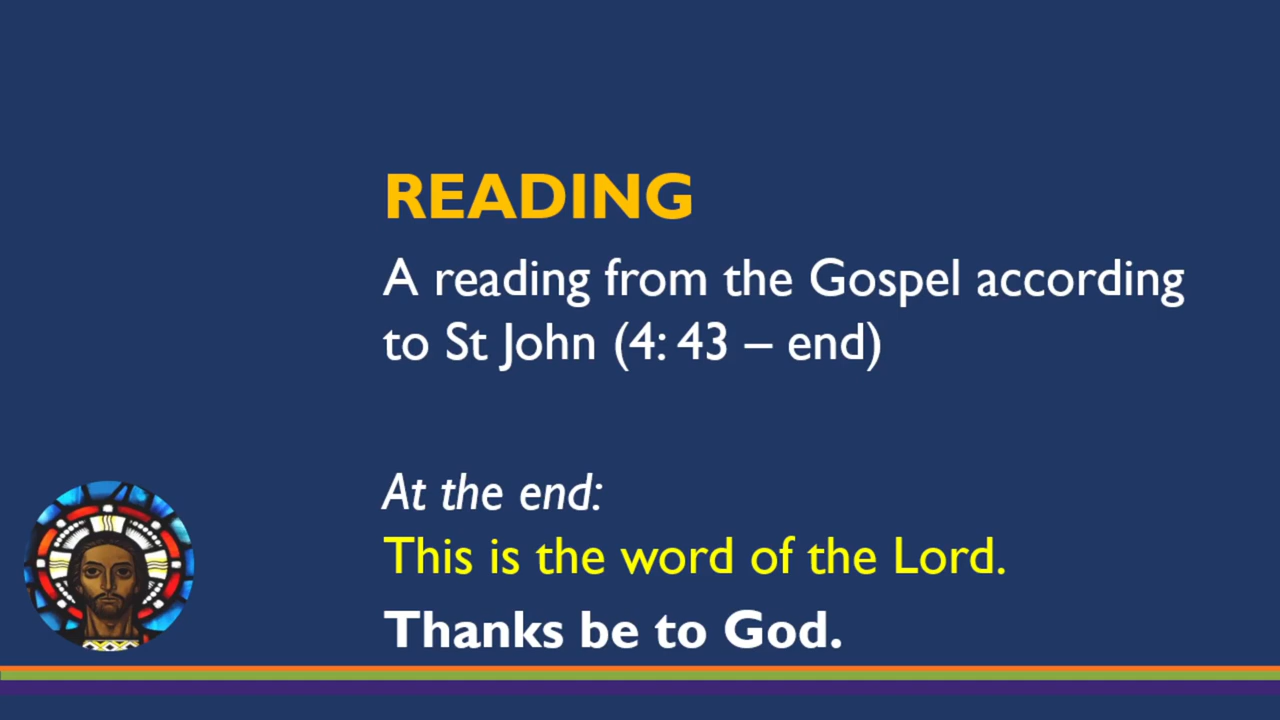 READING
A reading from the Gospel according
to St John (4: 43 – end)
At the end:
This is the word of the Lord.
Thanks be to God.